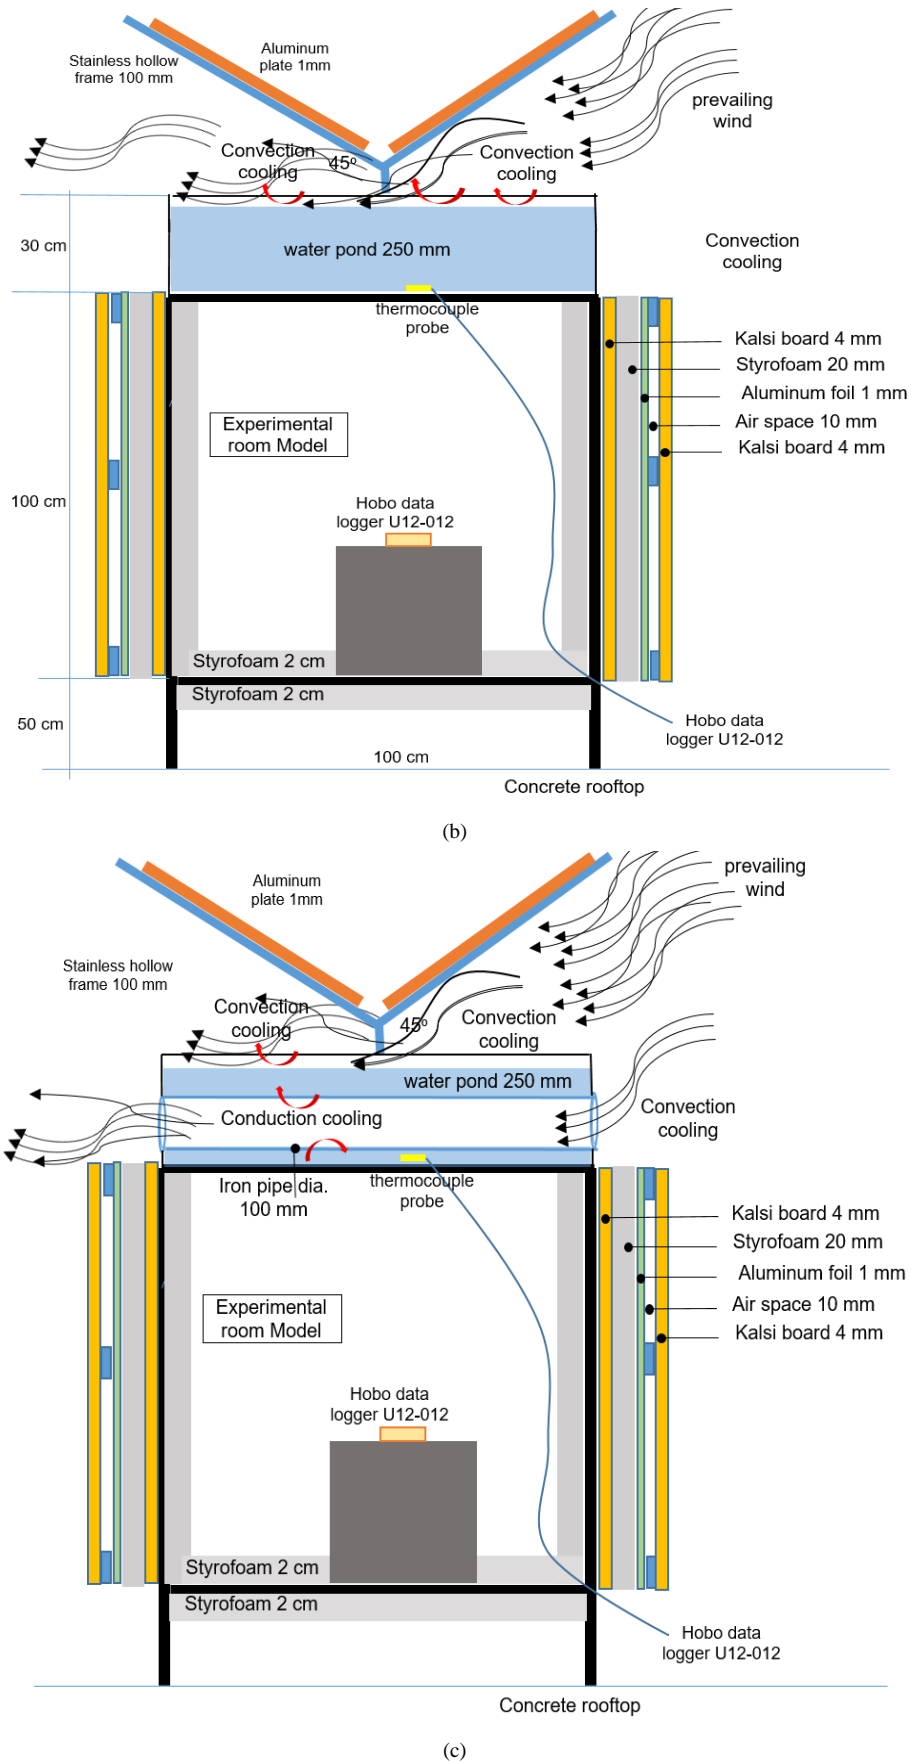 Aluminum
plate 1mm
Stainless hollow
frame 100 mm
prevailing
wind
Convection
cooling
45º
Convection
cooling
30 cm
water pond 250 mm
Convection
cooling
thermocouple
probe
Kalsi board 4 mm
Styrofoam 20 mm
Aluminum foil 1 mm
Air space 10 mm
Kalsi board 4 mm
Experimental
room Model
100 cm
Hobo data
logger U12-012
Styrofoam 2 cm
Styrofoam 2 cm
50 cm
Hobo data
logger U12-012
100 cm
Concrete rooftop
(b)
prevailing
wind
Aluminum
plate 1mm
Stainless hollow
frame 100 mm
Convection
cooling
45º
Convection
cooling
water pond 250 mm
Conduction cooling
Convection
cooling
Iron pipe dia.
100 mm
thermocouple
probe
Kalsi board 4 mm
Styrofoam 20 mm
Aluminum foil 1 mm
Air space 10 mm
Kalsi board 4 mm
Experimental
room Model
Hobo data
logger U12-012
Styrofoam 2 cm
Styrofoam 2 cm
Hobo data
logger U12-012
Concrete rooftop
(c)